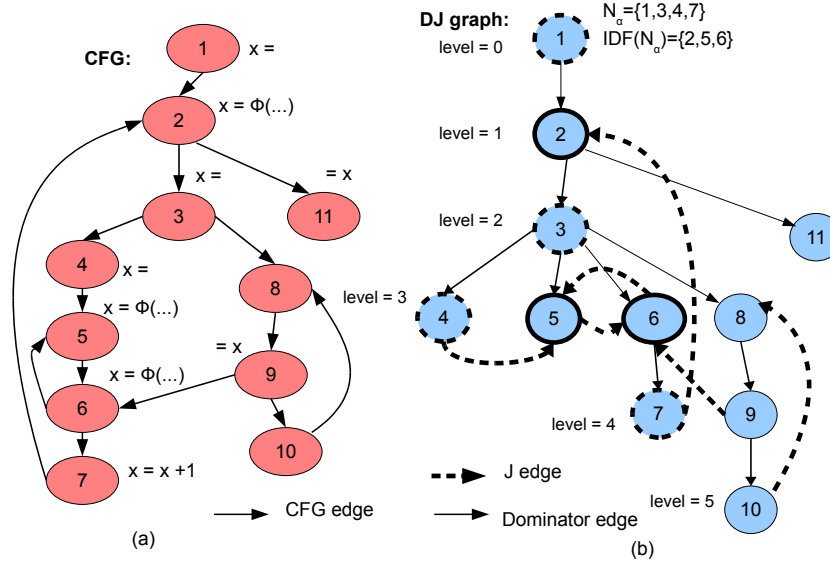 CFG:
1
x =
x = Φ(...)
2
x =
= x
3
11
4
x =
8
x = Φ(...)
5
= x
x = Φ(...)
9
6
10
7
x = x +1
CFG edge
(a)
DJ graph:
N_α={1,3,4,7}
IDF(N_α)={2,5,6}
level = 0
1
level = 1
2
level = 2
3
11
level = 3
4
5
6
8
7
9
level = 4
J edge
level = 5
10
Dominator edge
(b)